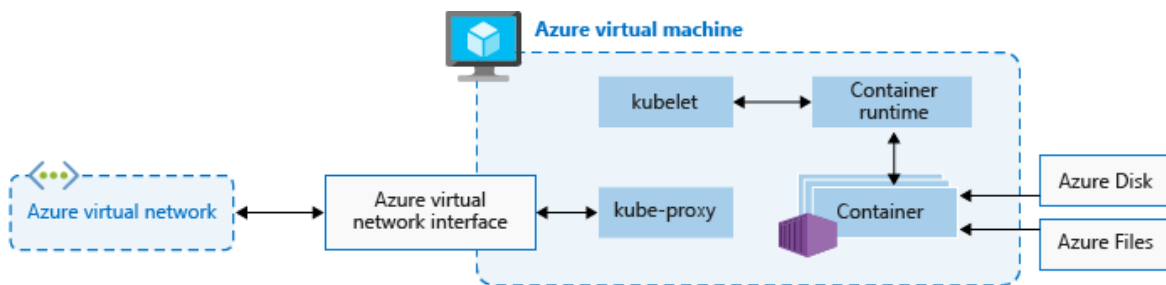 Azure virtual machine
kubelet
Container
runtime
Azure virtual network
Azure virtual
network interface
kube-proxy
Container
Azure Disk
Azure Files